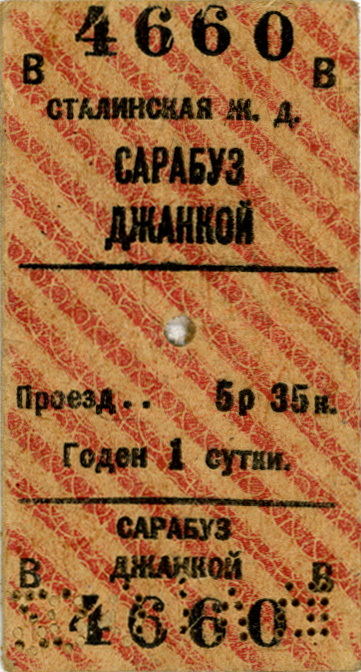 4660
В В
СТАЛИНСКАЯ Ж. Д.
САРАБУЗ
ДЖАНКОЙ
Проезд.. 5р 35к.
Годен 1 сутки.
САРАБУЗ
ДЖАНКОЙ
В В
4660